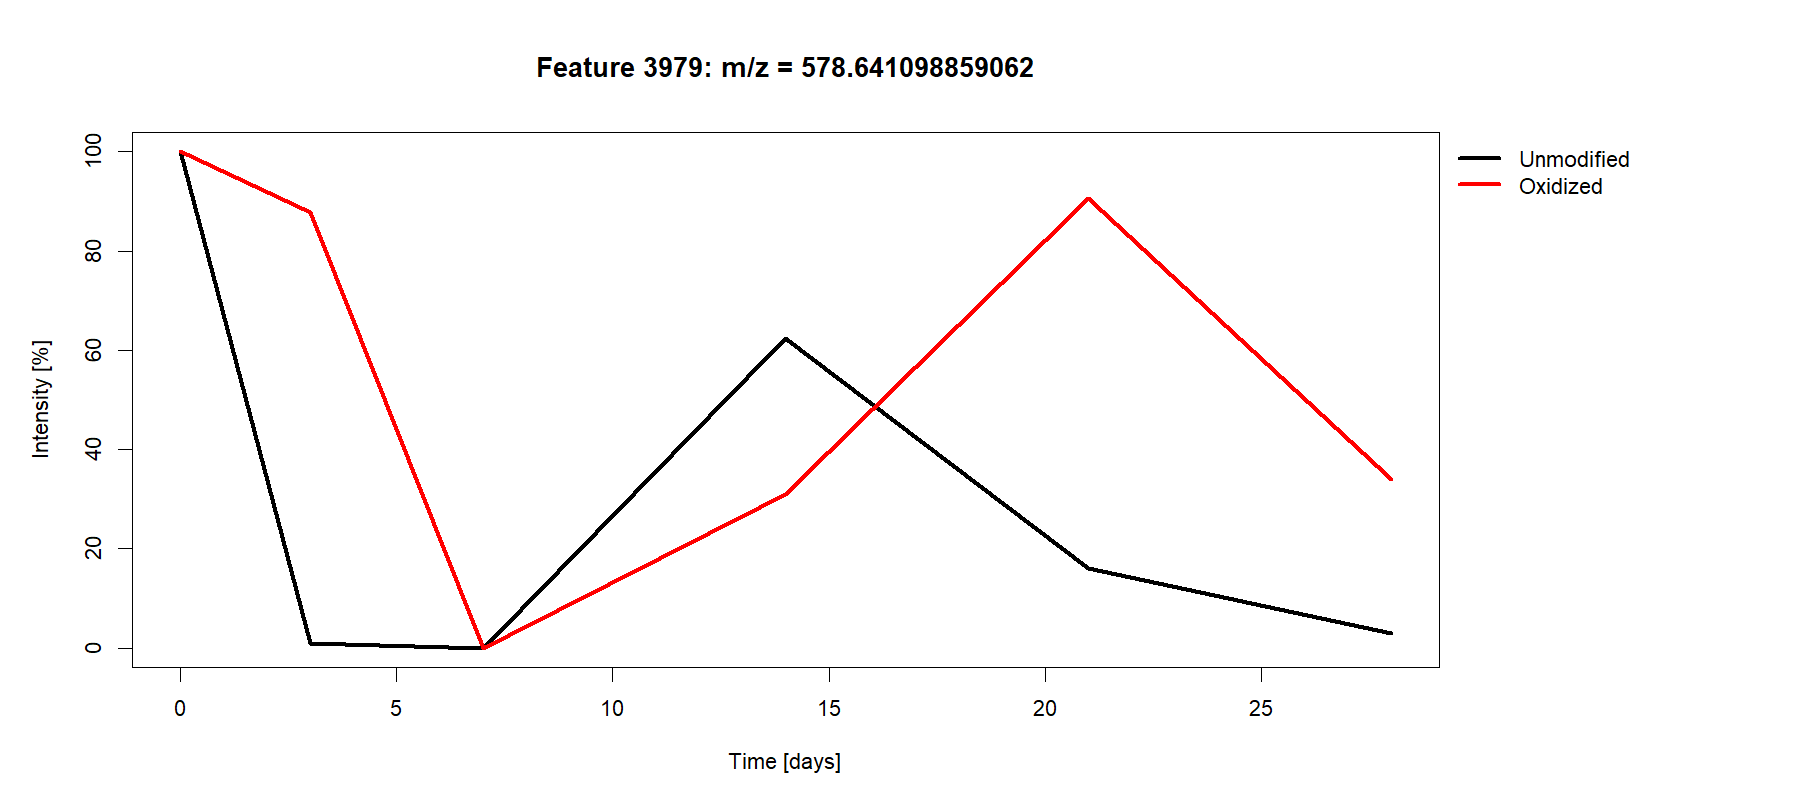 Feature 3979: m/z = 578.641098859062
Unmodified
Oxidized
Intensity [%]
100
80
60
40
20
0
0 5 10 15 20 25
Time [days]